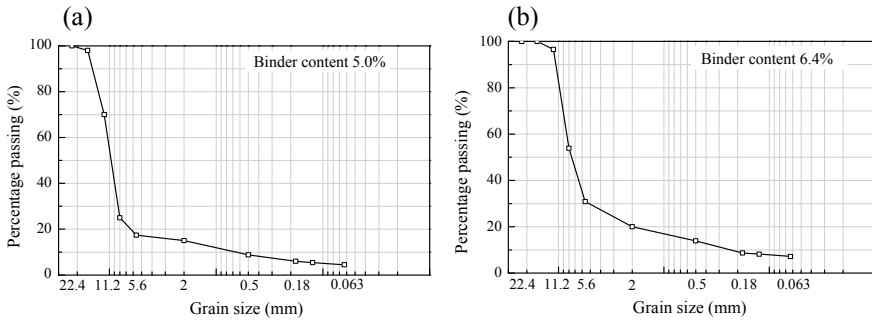 (a)
Percentage passing (%)
100
80
60
40
20
0
Binder content 5.0%
22.4 11.2 5.6 2 0.5 0.18 0.063
Grain size (mm)
(b)
Percentage passing (%)
100
80
60
40
20
0
Binder content 6.4%
22.4 11.2 5.6 2 0.5 0.18 0.063
Grain size (mm)